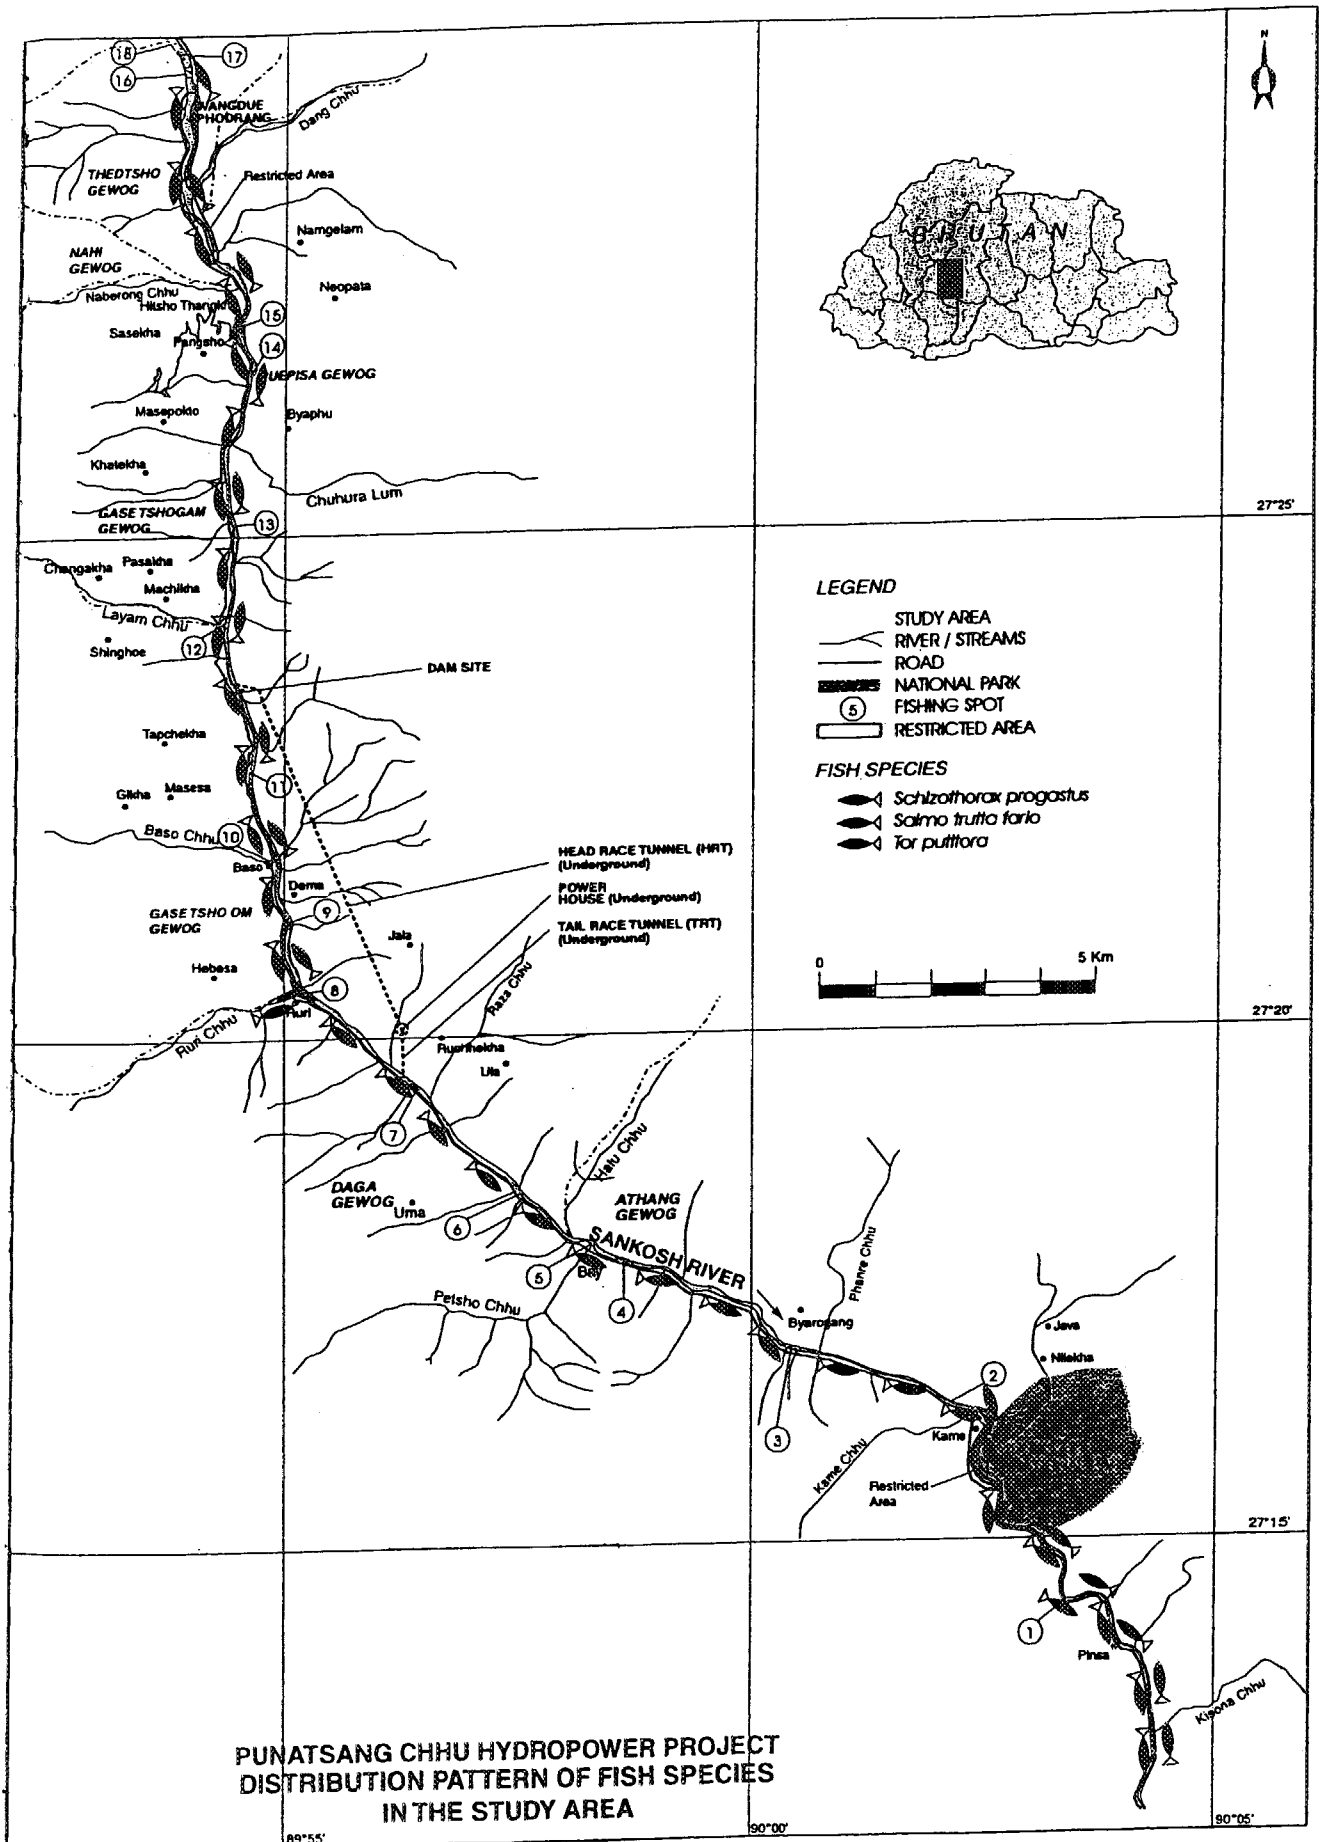 N
18
17
16
WANGDUE
PHODRANG
Dang Chhu
THEDTSHO
GEWOG
Restricted Area
NAHI
GEWOG
Namgelam
Naberong Chhu
Neopata
15
Sasekha
Pangsho
14
GEWOG
Masepokto
Byaphu
Khatekha
Chuhura Lum
GASETSHOGAM
GEWOG
13
27°25'
Changakha
Pasakha
Machikha
Layam Chhu
12
Shinghoe
DAM SITE
Tapchekha
11
Gilkha
Masesa
Baso Chhu
10
Baso
Dema
9
GASETSHO OM
GEWOG
Jala
Hebesa
8
Ruri
Ruri Chhu
Raza Chhu
Ruchhekha
Ula
7
HEAD RACE TUNNEL (HRT)
(Underground)
POWER
HOUSE (Underground)
TAIL RACE TUNNEL (TRT)
(Underground)
BHUTAN
LEGEND
STUDY AREA
RIVER / STREAMS
ROAD
NATIONAL PARK
5 FISHING SPOT
RESTRICTED AREA
FISH SPECIES
Schizothorax progastus
Salmo trutta fario
Tor putitora
0 5 Km
27°20'
DAGA
GEWOG
Uma
6
Hatu Chhu
ATHANG
GEWOG
SANKOSH RIVER
5
4
Petsho Chhu
Byarogang
Phanre Chhu
Java
Nilekha
2
3
Kame
Kame Chhu
Restricted
Area
27°15'
1
Pinsa
Kisona Chhu
PUNATSANG CHHU HYDROPOWER PROJECT
DISTRIBUTION PATTERN OF FISH SPECIES
IN THE STUDY AREA
89°55'
90°00'
90°05'